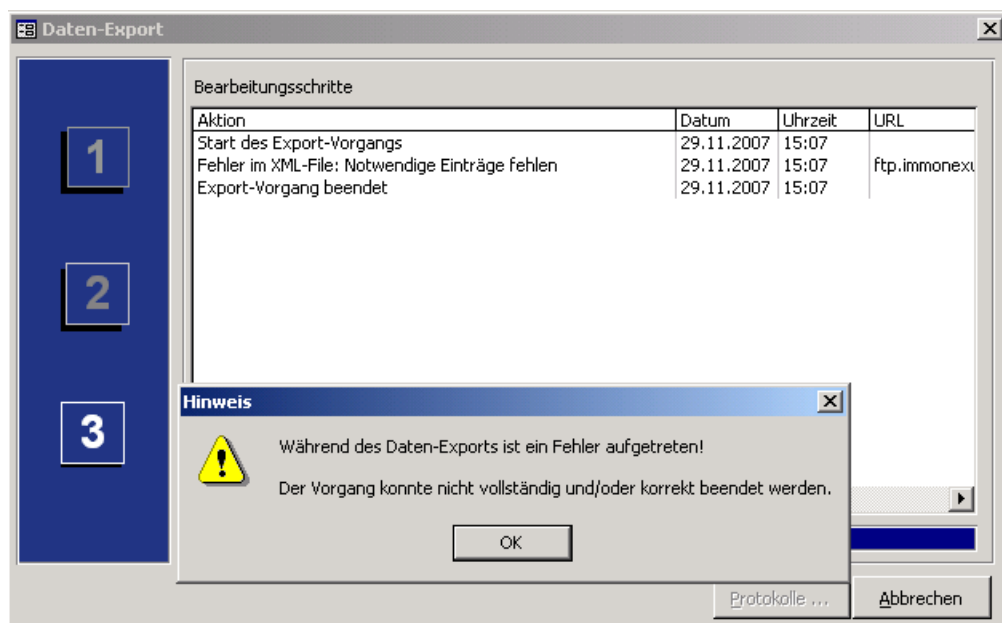 Daten-Export
1
2
3
Bearbeitungsschritte
Aktion Datum Uhrzeit URL
Start des Export-Vorgangs 29.11.2007 15:07
Fehler im XML-File: Notwendige Einträge fehlen 29.11.2007 15:07 ftp.immonexu
Export-Vorgang beendet 29.11.2007 15:07
Hinweis
Während des Daten-Exports ist ein Fehler aufgetreten!
Der Vorgang konnte nicht vollständig und/oder korrekt beendet werden.
OK
Protokolle ... Abbrechen